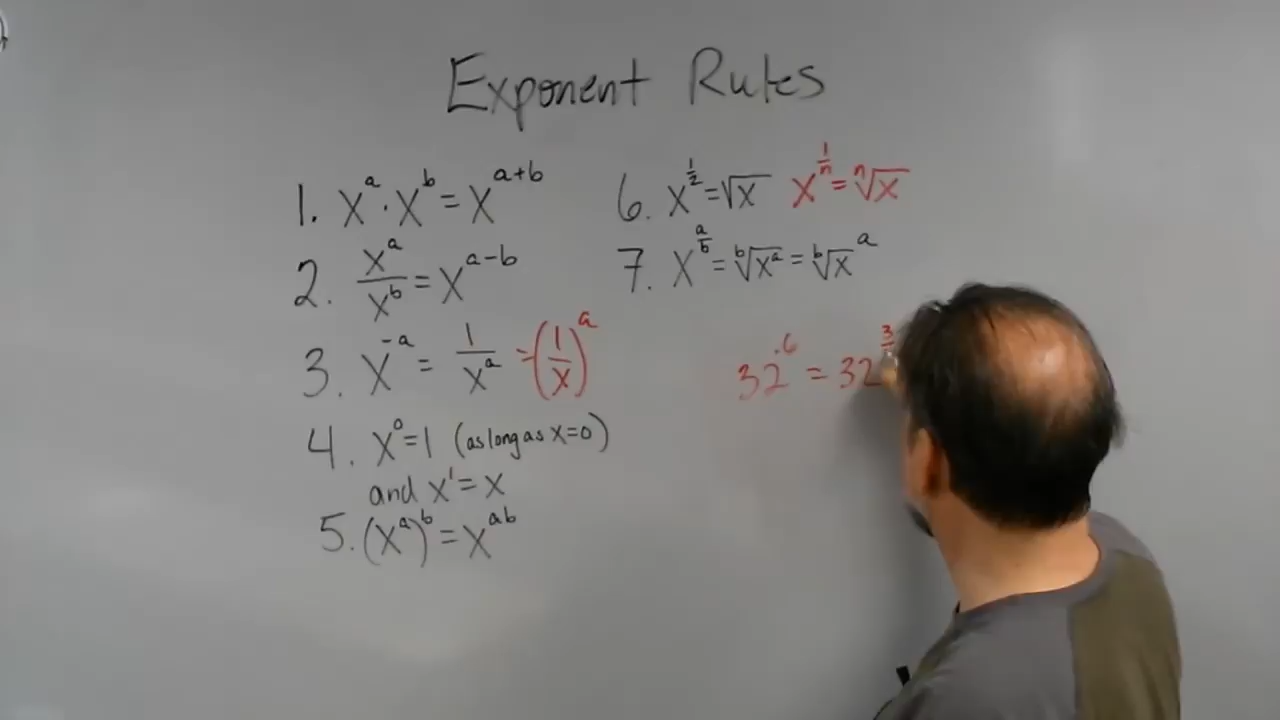 Exponent Rules
1. x^a · x^b = x^(a+b)
2. x^a / x^b = x^(a-b)
3. x^(-a) = 1/x^a = (1/x)^a
4. x^0 = 1 (as long as x=0)
and x^1 = x
5. (x^a)^b = x^(ab)
6. x^(1/2) = √x x^(1/n) = ⁿ√x
7. x^(a/b) = ᵇ√(x^a) = ᵇ√x^a
32^.6 = 32^3